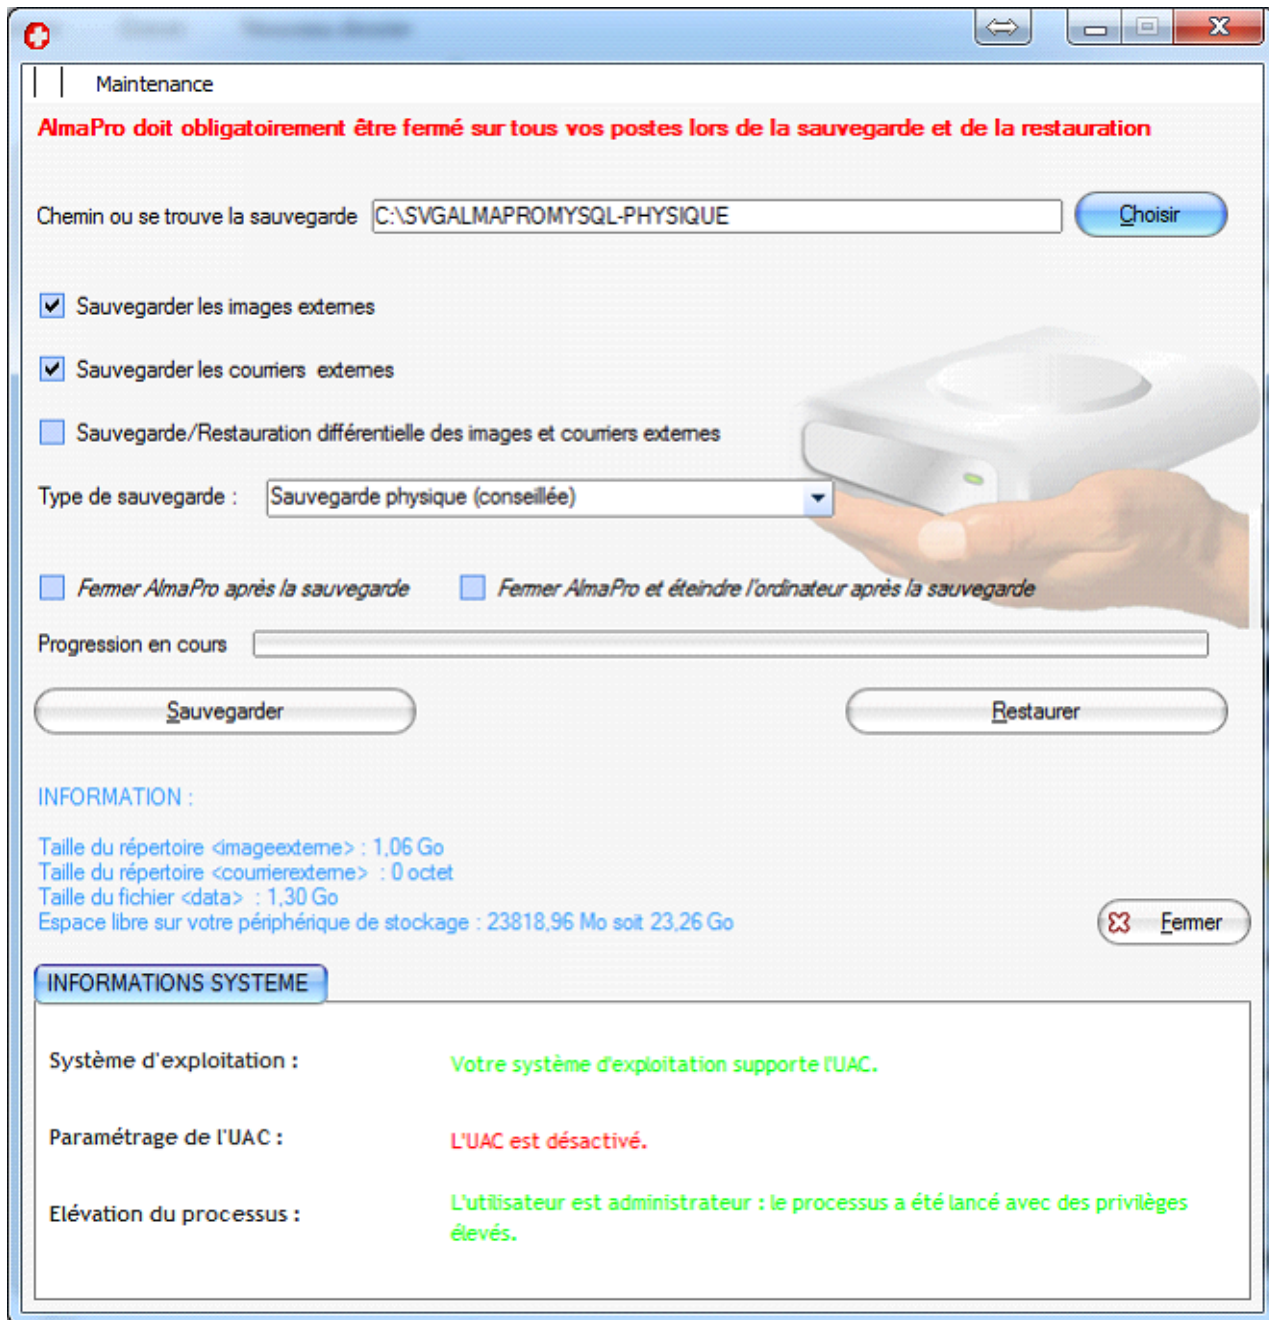 Maintenance
AlmaPro doit obligatoirement être fermé sur tous vos postes lors de la sauvegarde et de la restauration
Chemin ou se trouve la sauvegarde C:\SVGALMAPROMYSQL-PHYSIQUE Choisir
Sauvegarder les images externes
Sauvegarder les courriers externes
Sauvegarde/Restauration différentielle des images et courriers externes
Type de sauvegarde : Sauvegarde physique (conseillée)
Fermer AlmaPro après la sauvegarde Fermer AlmaPro et éteindre l'ordinateur après la sauvegarde
Progression en cours
Sauvegarder Restaurer
INFORMATION :
Taille du répertoire <imageexterne> : 1,06 Go
Taille du répertoire <courrierexterne> : 0 octet
Taille du fichier <data> : 1,30 Go
Espace libre sur votre périphérique de stockage : 23818,96 Mo soit 23,26 Go
Fermer
INFORMATIONS SYSTEME
Système d'exploitation : Votre système d'exploitation supporte l'UAC.
Paramétrage de l'UAC : L'UAC est désactivé.
Elévation du processus : L'utilisateur est administrateur : le processus a été lancé avec des privilèges
élevés.